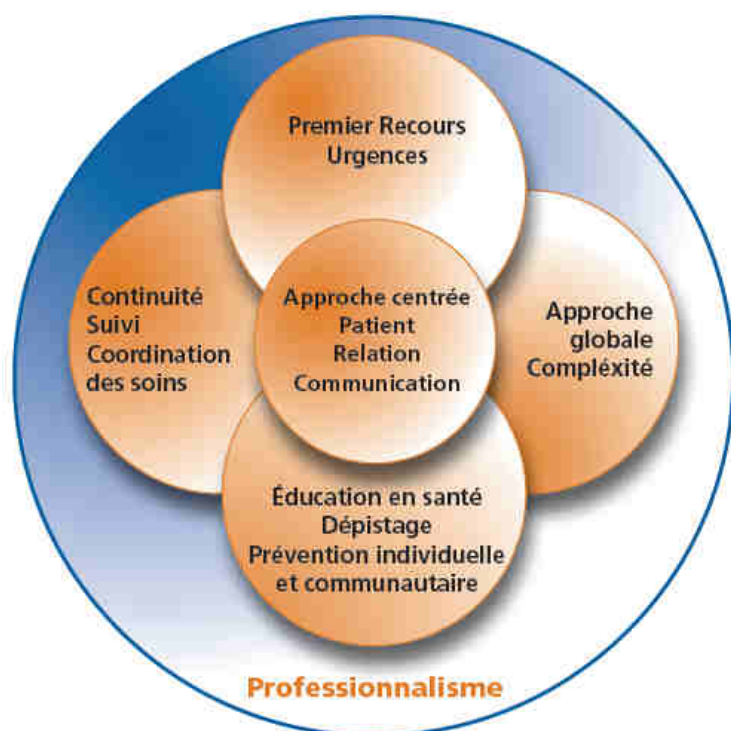 Premier Recours
Urgences
Continuité
Suivi
Coordination
des soins
Approche centrée
Patient
Relation
Communication
Approche
globale
Compléxité
Éducation en santé
Dépistage
Prévention individuelle
et communautaire
Professionnalisme